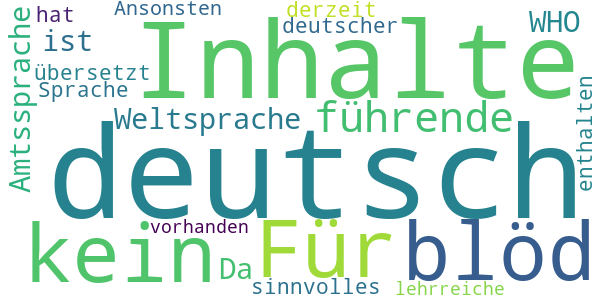 hat Ansonsten derzeit
ist Inhalte deutscher WHO
übersetzt
Sprache
Amtssprache Weltsprache führende enthalten
deutsch
kein vorhanden Für blöd
Da
sinnvolles lehrreiche